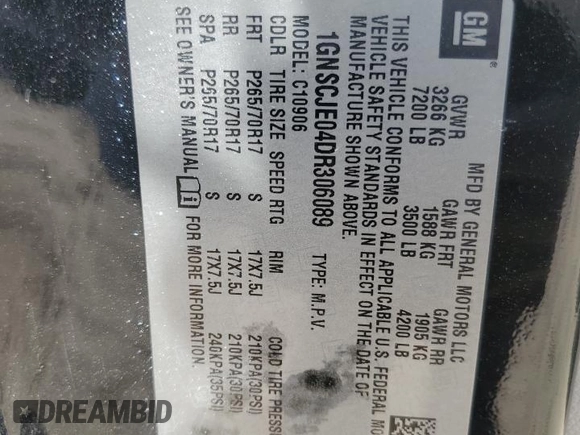 GM
MFD BY GENERAL MOTORS LLC
GVWR GAWR FRT GAWR RR
3266 KG 1588 KG 1905 KG
7200 LB 3500 LB 4200 LB
THIS VEHICLE CONFORMS TO ALL APPLICABLE U.S. FEDERAL MOTOR
VEHICLE SAFETY STANDARDS IN EFFECT ON THE DATE OF
MANUFACTURE SHOWN ABOVE.
1GNSCJE04DR306089 TYPE: M.P.V.
MODEL: C10906
CDLR TIRE SIZE SPEED RTG RIM COLD TIRE PRESS
FRT P265/70R17 S 17X7.5J 210KPA(30PSI)
RR P265/70R17 S 17X7.5J 210KPA(30PSI)
SPA P265/70R17 S 17X7.5J 240KPA(35PSI)
SEE OWNER'S MANUAL FOR MORE INFORMATION.
DREAMBID